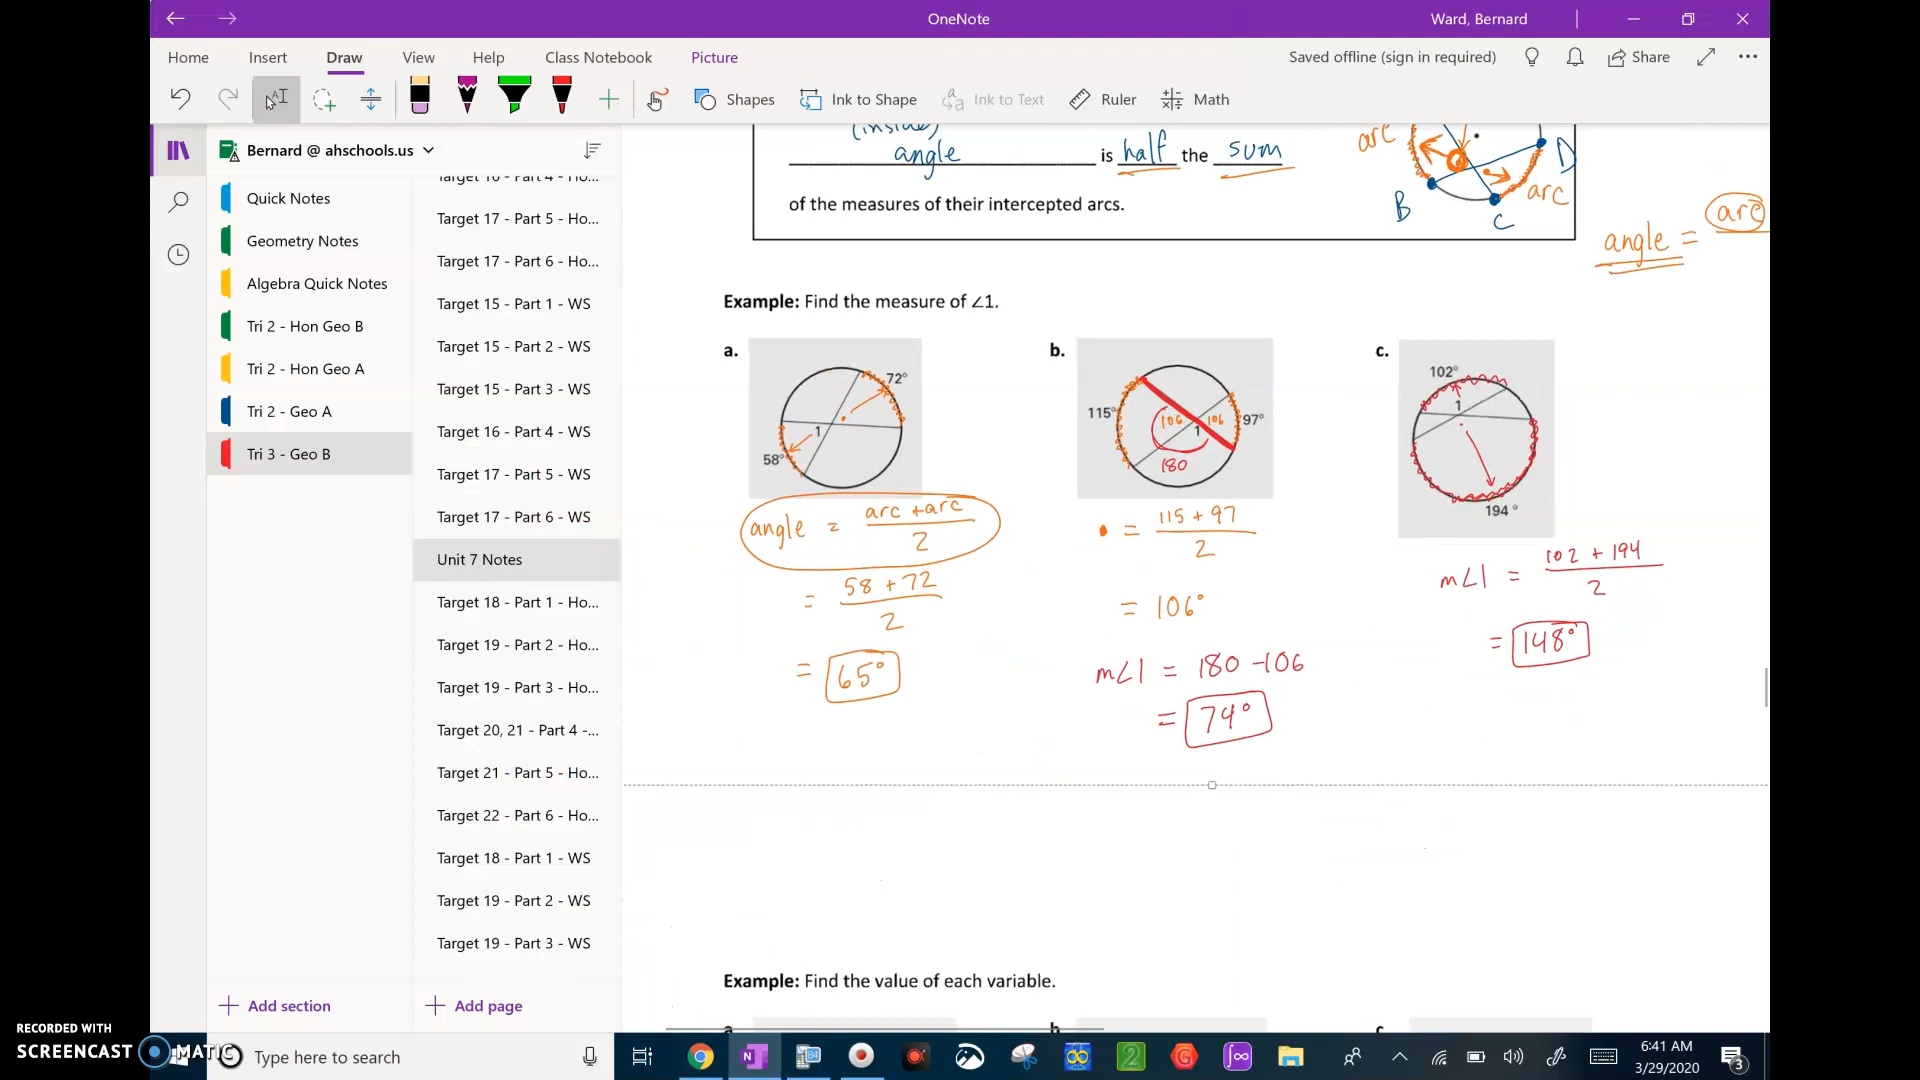 OneNote
Ward, Bernard
Home Insert Draw View Help Class Notebook Picture
Saved offline (sign in required)
Share
Shapes
Ink to Shape
Ink to Text
Ruler
Math
Bernard @ ahschools.us
Quick Notes
Geometry Notes
Algebra Quick Notes
Tri 2 - Hon Geo B
Tri 2 - Hon Geo A
Tri 2 - Geo A
Tri 3 - Geo B
Add section
Target 16 - Part 4 - Ho...
Target 17 - Part 5 - Ho...
Target 17 - Part 6 - Ho...
Target 15 - Part 1 - WS
Target 15 - Part 2 - WS
Target 15 - Part 3 - WS
Target 16 - Part 4 - WS
Target 17 - Part 5 - WS
Target 17 - Part 6 - WS
Unit 7 Notes
Target 18 - Part 1 - Ho...
Target 19 - Part 2 - Ho...
Target 19 - Part 3 - Ho...
Target 20, 21 - Part 4 -...
Target 21 - Part 5 - Ho...
Target 22 - Part 6 - Ho...
Target 18 - Part 1 - WS
Target 19 - Part 2 - WS
Target 19 - Part 3 - WS
Add page
(inside)
angle is half the sum
of the measures of their intercepted arcs.
arc
D
B
C
arc
angle = arc
Example: Find the measure of ∠1.
a.
72°
1
58°
angle = arc + arc
2
= 58 + 72
2
= 65°
b.
115°
106 106
97°
1
180
= 115 + 97
2
= 106°
m∠1 = 180 - 106
= 74°
c.
102°
1
194°
m∠1 = 102 + 194
2
= 148°
Example: Find the value of each variable.
a. b. c.
RECORDED WITH
SCREENCAST MATIC
Type here to search
84
2
6:41 AM
3/29/2020
3